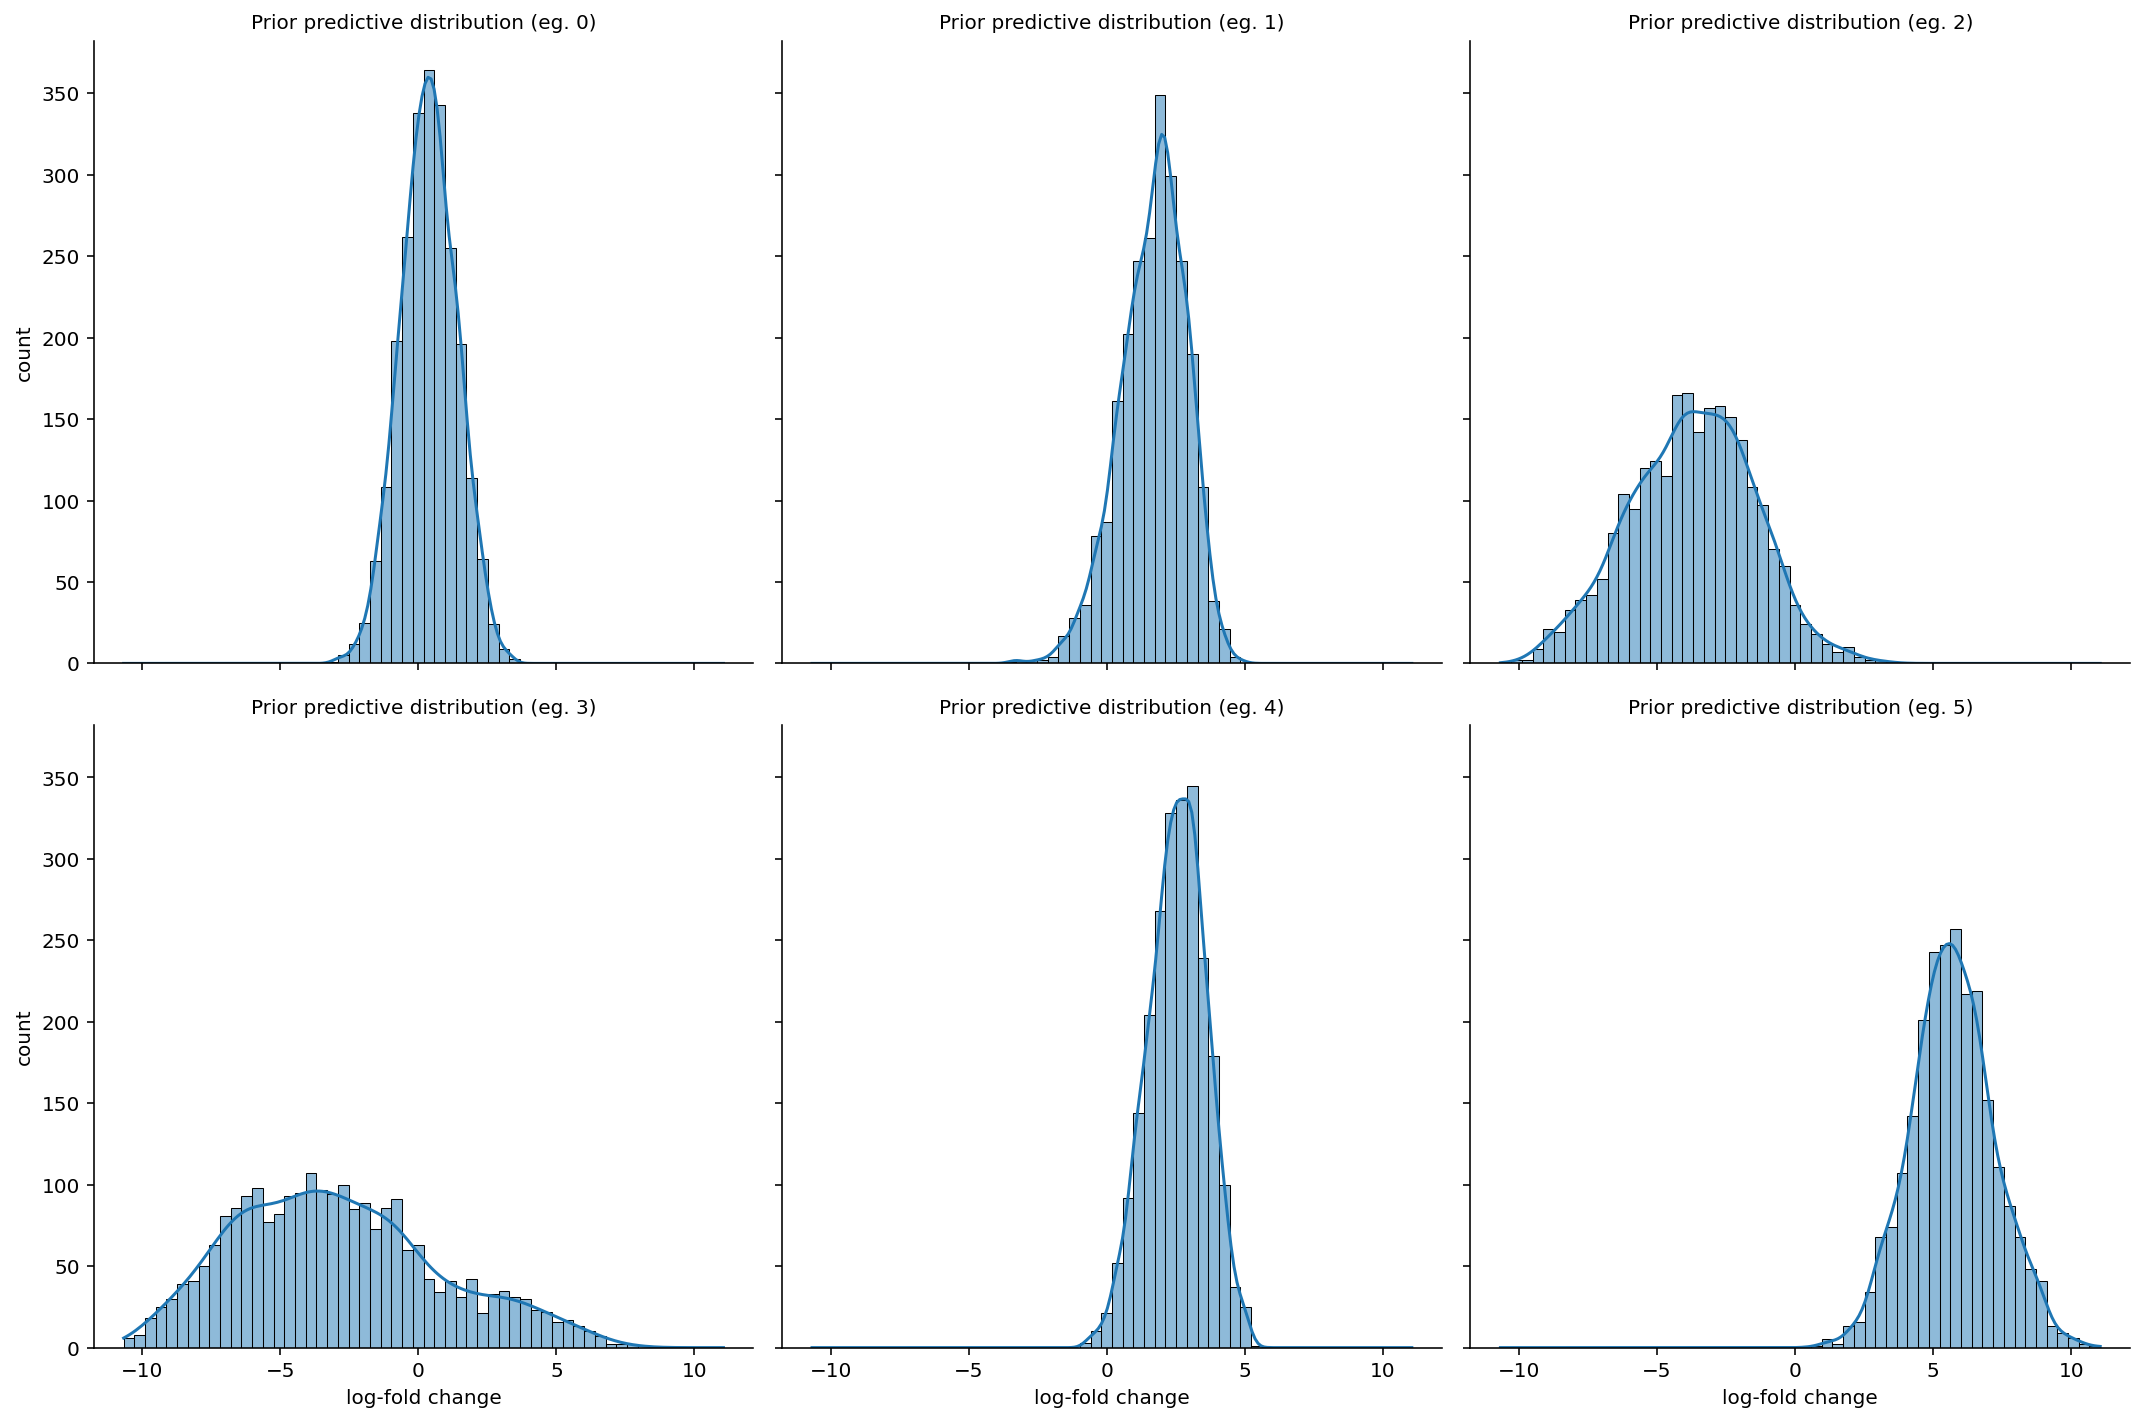 Prior predictive distribution (eg. 0)
Prior predictive distribution (eg. 1)
Prior predictive distribution (eg. 2)
350
300
250
200
150
100
50
0
count
Prior predictive distribution (eg. 3)
Prior predictive distribution (eg. 4)
Prior predictive distribution (eg. 5)
350
300
250
200
150
100
50
0
count
−10 −5 0 5 10
−10 −5 0 5 10
−10 −5 0 5 10
log-fold change
log-fold change
log-fold change